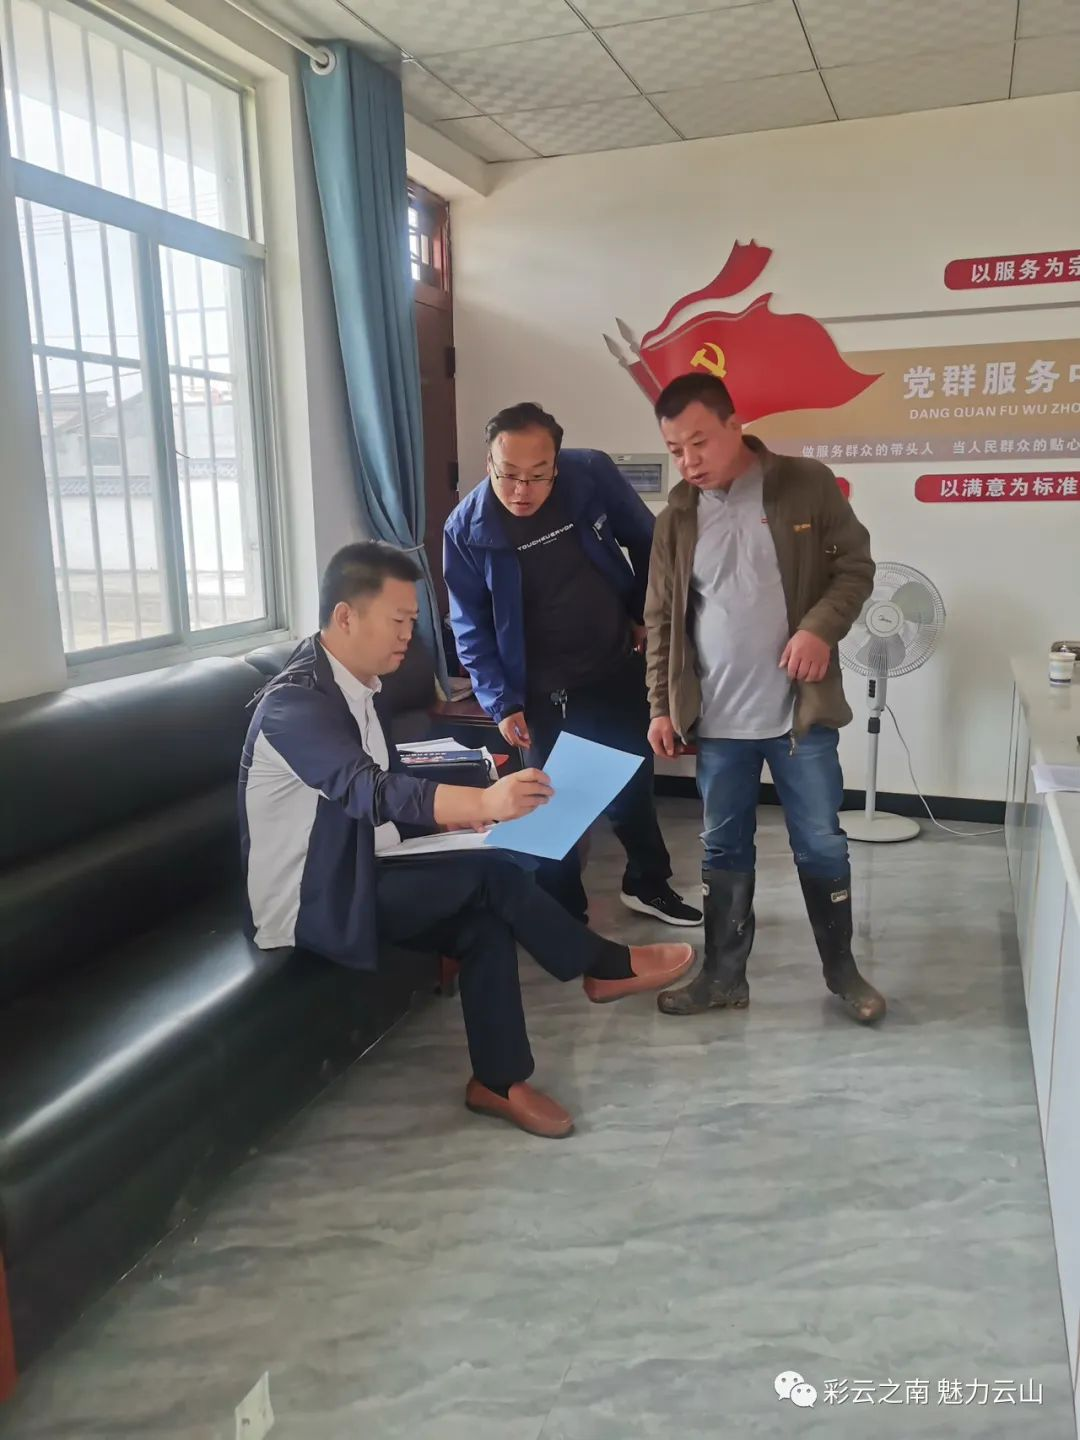 以服务为宗
党群服务中
DANG QUAN FU WU ZHO
做服务群众的带头人 当人民群众的贴心
以满意为标准
TOUCHEVERYDA
彩云之南 魅力云山